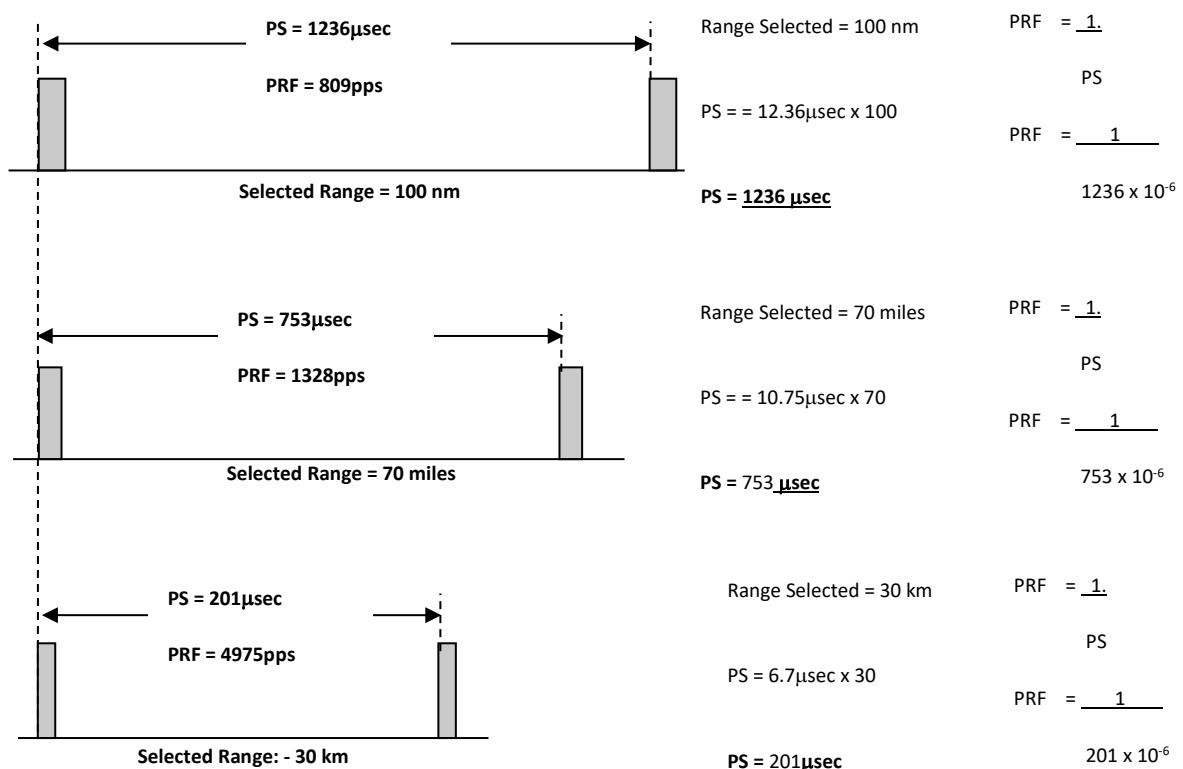 PS = 1236μsec
PRF = 809pps
Selected Range = 100 nm
Range Selected = 100 nm
PS = = 12.36μsec x 100
PS = 1236 μsec
PRF = 1.
PS
PRF = 1
1236 x 10⁻⁶
PS = 753μsec
PRF = 1328pps
Selected Range = 70 miles
Range Selected = 70 miles
PS = = 10.75μsec x 70
PS = 753 μsec
PRF = 1.
PS
PRF = 1
753 x 10⁻⁶
PS = 201μsec
PRF = 4975pps
Selected Range: - 30 km
Range Selected = 30 km
PS = 6.7μsec x 30
PS = 201μsec
PRF = 1.
PS
PRF = 1
201 x 10⁻⁶